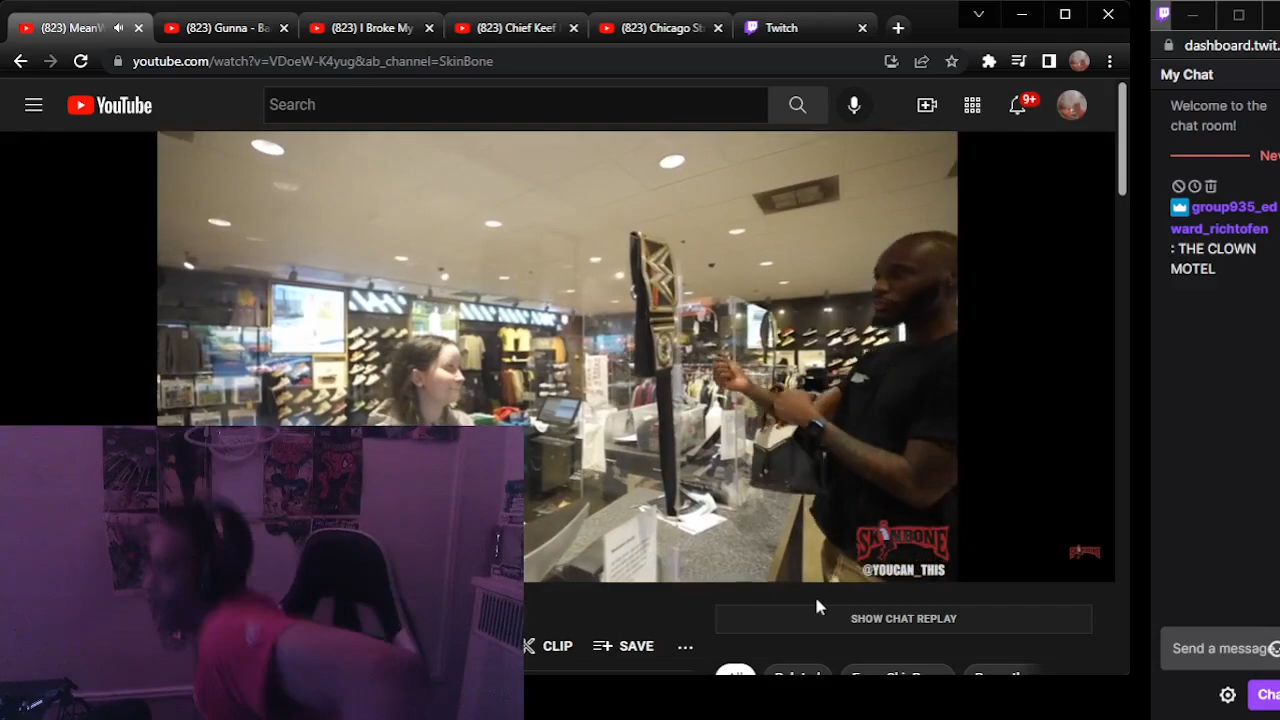 (823) MeanW
(823) Gunna - Ba
(823) I Broke My
(823) Chief Keef
(823) Chicago St
Twitch
youtube.com/watch?v=VDoeW-K4yug&ab_channel=SkinBone
dashboard.twit
YouTube
Search
9+
My Chat
Welcome to the
chat room!
Ne
group935_ed
ward_richtofen
: THE CLOWN
MOTEL
SKINBONE
@YOUCAN_THIS
SHOW CHAT REPLAY
CLIP
SAVE
Send a message
Cha